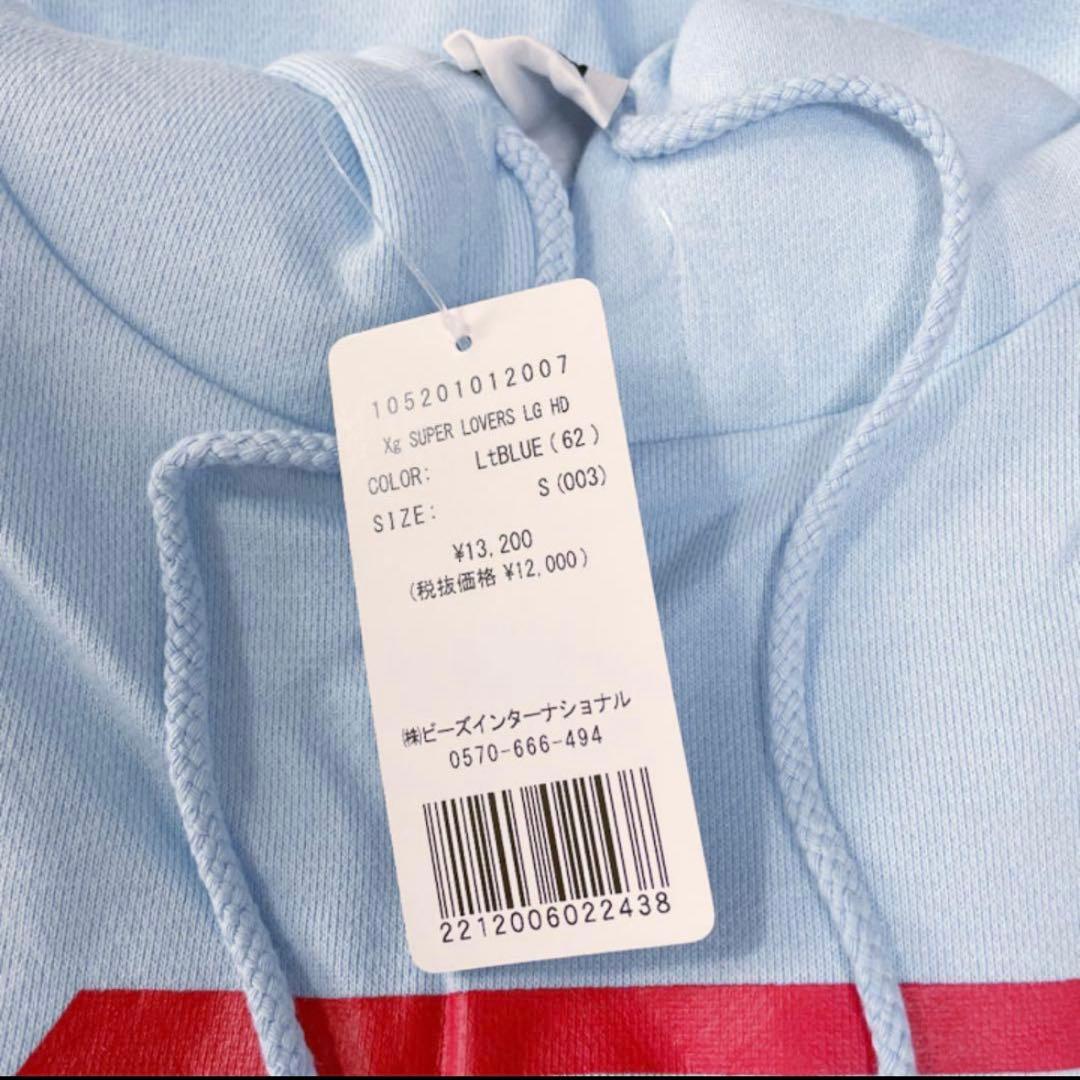 105201012007
Xg SUPER LOVERS LG HD
COLOR: LtBLUE(62)
SIZE: S(003)
¥13,200
(税抜価格 ¥12,000)
㈱ビーズインターナショナル
0570-666-494
2212006022438